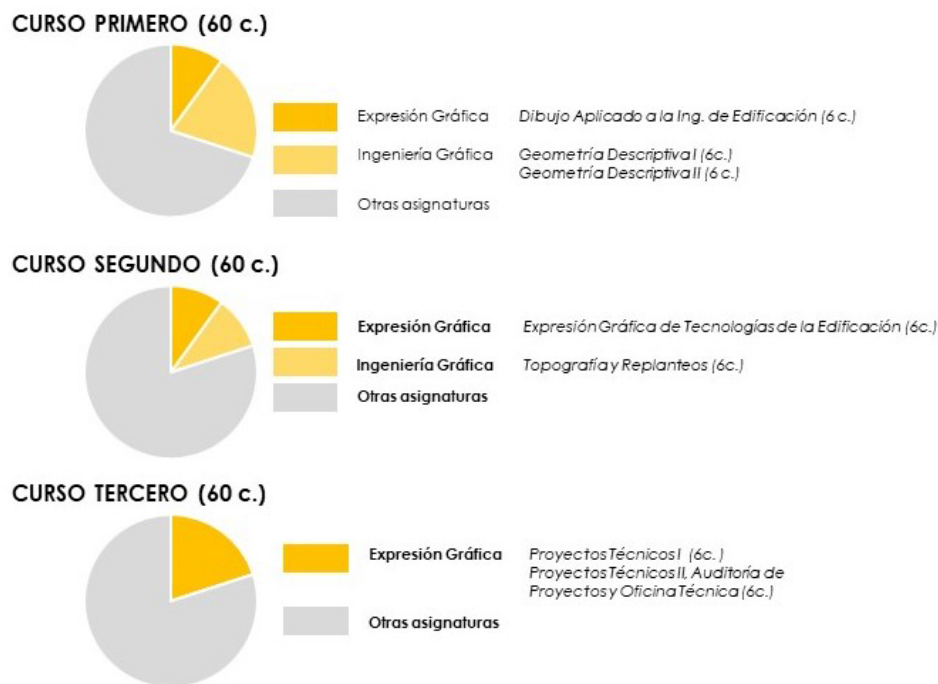 CURSO PRIMERO (60 c.)
Expresión Gráfica Dibujo Aplicado a la Ing. de Edificación (6 c.)
Ingeniería Gráfica Geometría Descriptiva I (6c.)
Geometría Descriptiva II (6 c.)
Otras asignaturas
CURSO SEGUNDO (60 c.)
Expresión Gráfica Expresión Gráfica de Tecnologías de la Edificación (6c.)
Ingeniería Gráfica Topografía y Replanteos (6c.)
Otras asignaturas
CURSO TERCERO (60 c.)
Expresión Gráfica Proyectos Técnicos I (6c.)
Proyectos Técnicos II, Auditoría de
Proyectos y Oficina Técnica (6c.)
Otras asignaturas